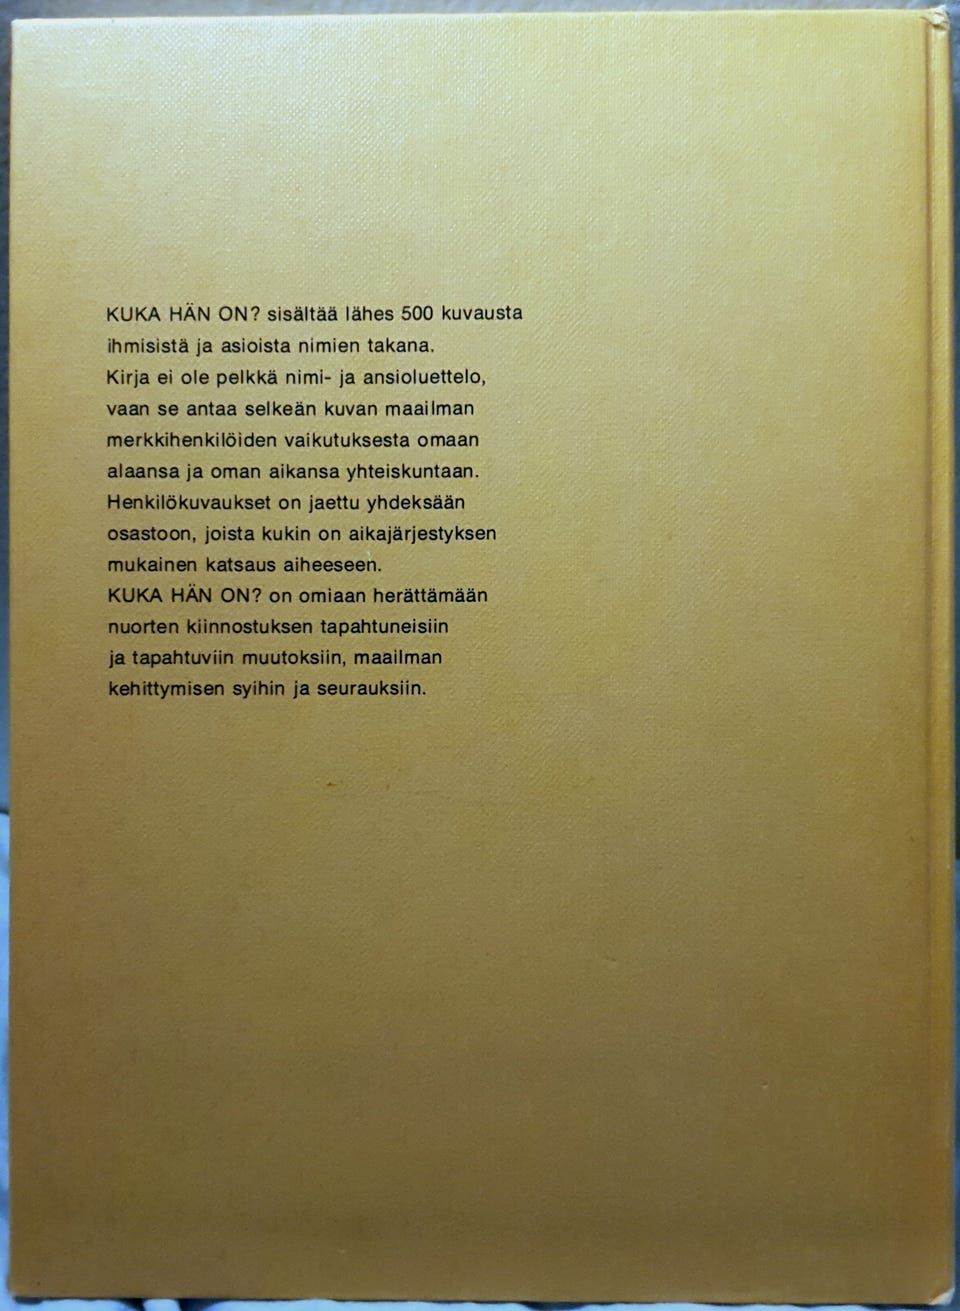 KUKA HÄN ON? sisältää lähes 500 kuvausta
ihmisistä ja asioista nimien takana.
Kirja ei ole pelkkä nimi- ja ansioluettelo,
vaan se antaa selkeän kuvan maailman
merkkihenkilöiden vaikutuksesta omaan
alaansa ja oman aikansa yhteiskuntaan.
Henkilökuvaukset on jaettu yhdeksään
osastoon, joista kukin on aikajärjestyksen
mukainen katsaus aiheeseen.
KUKA HÄN ON? on omiaan herättämään
nuorten kiinnostuksen tapahtuneisiin
ja tapahtuviin muutoksiin, maailman
kehittymisen syihin ja seurauksiin.